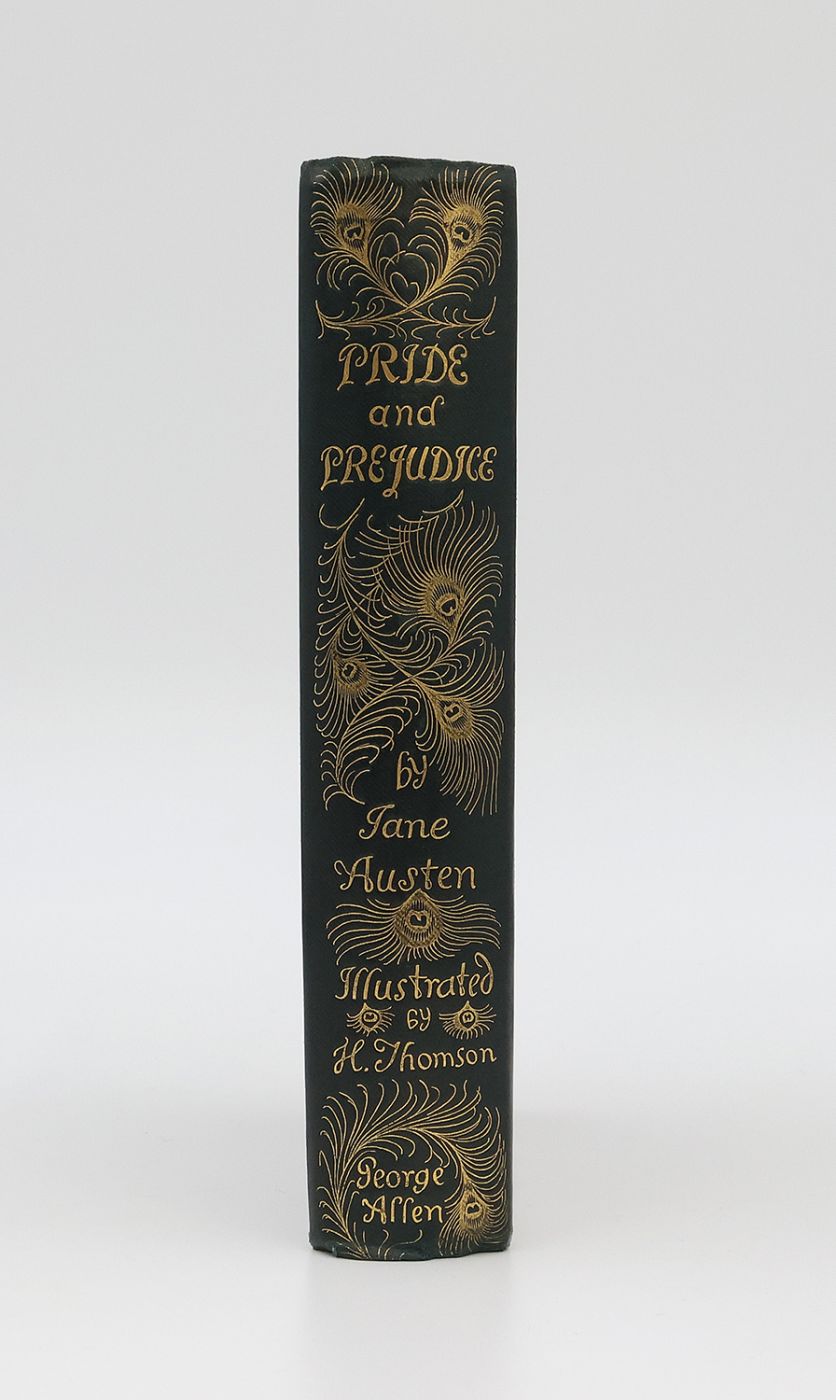 PRIDE
and
PREJUDICE
by
Jane
Austen
Illustrated
by
H. Thomson
George
Allen